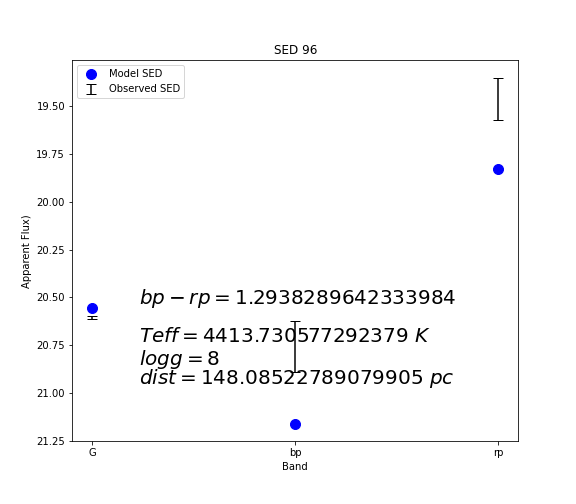 SED 96
Model SED
Observed SED
19.50
19.75
20.00
20.25
20.50
20.75
21.00
21.25
Apparent Flux)
bp − rp = 1.2938289642333984
Teff = 4413.730577292379 K
logg = 8
dist = 148.08522789079905 pc
G
bp
rp
Band